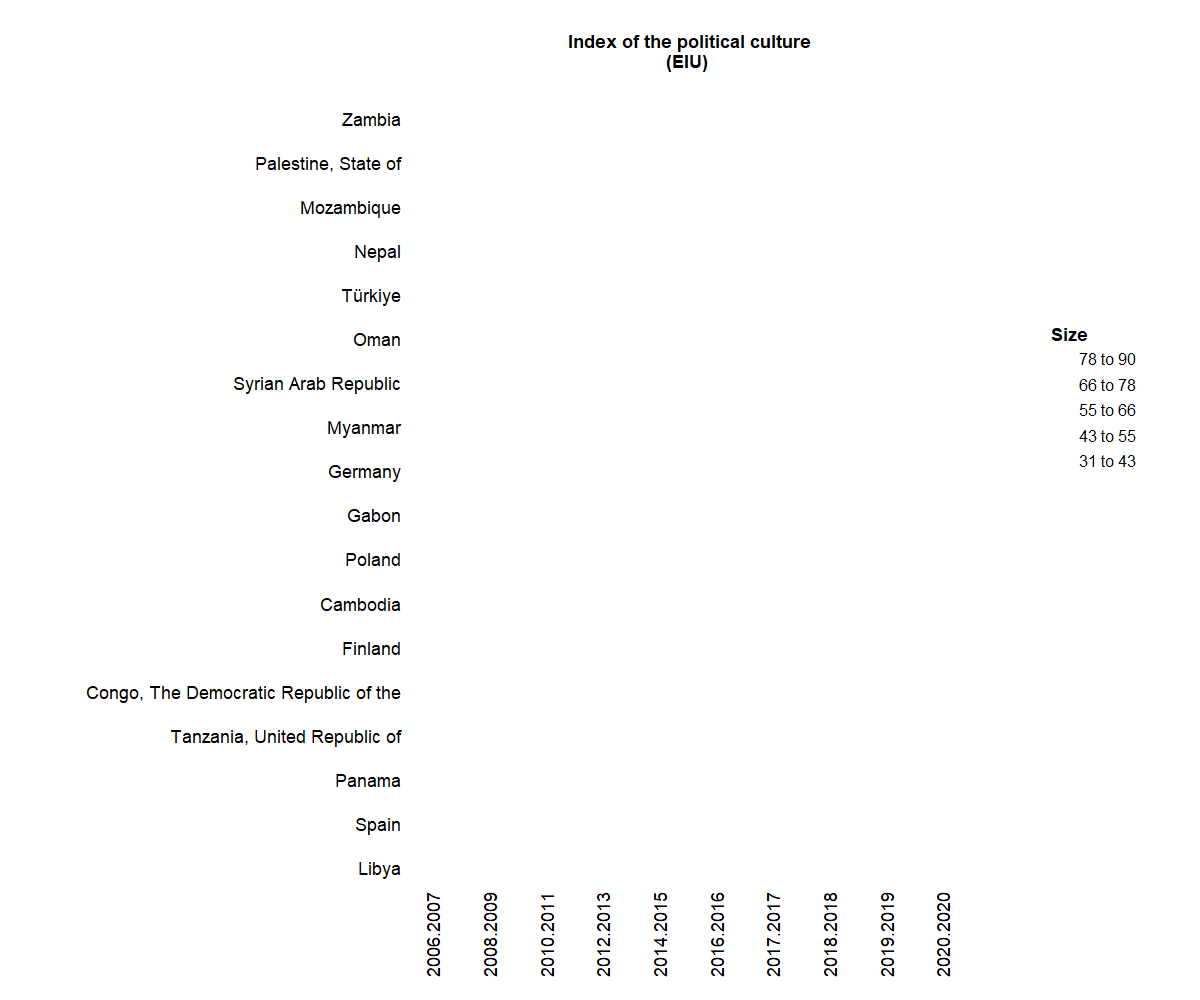 Index of the political culture
(EIU)
Zambia
Palestine, State of
Mozambique
Nepal
Türkiye
Oman
Syrian Arab Republic
Myanmar
Germany
Gabon
Poland
Cambodia
Finland
Congo, The Democratic Republic of the
Tanzania, United Republic of
Panama
Spain
Libya
Size
78 to 90
66 to 78
55 to 66
43 to 55
31 to 43
2006.2007
2008.2009
2010.2011
2012.2013
2014.2015
2016.2016
2017.2017
2018.2018
2019.2019
2020.2020